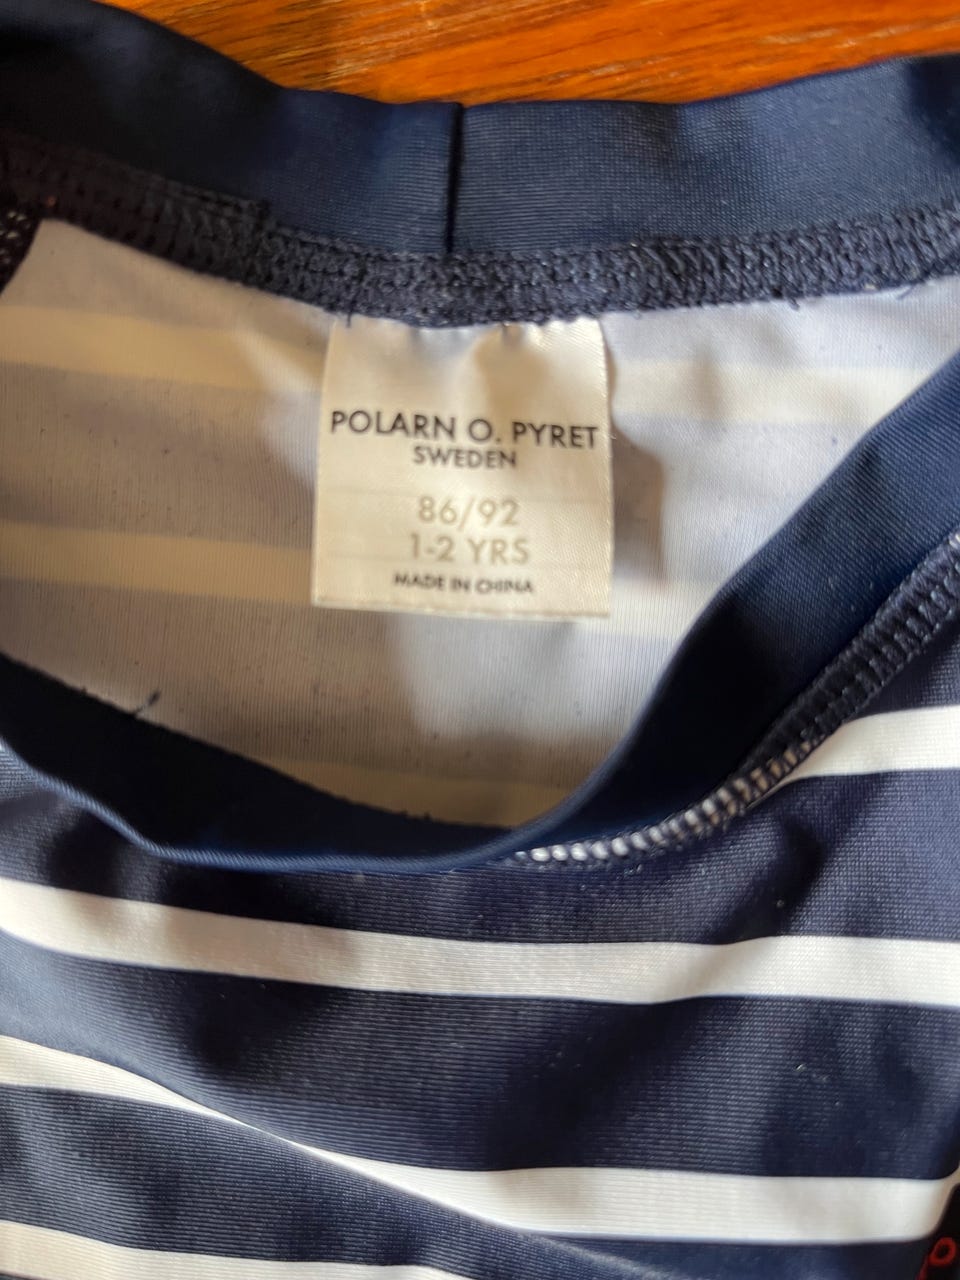 POLARN O. PYRET
SWEDEN
86/92
1-2 YRS
MADE IN CHINA